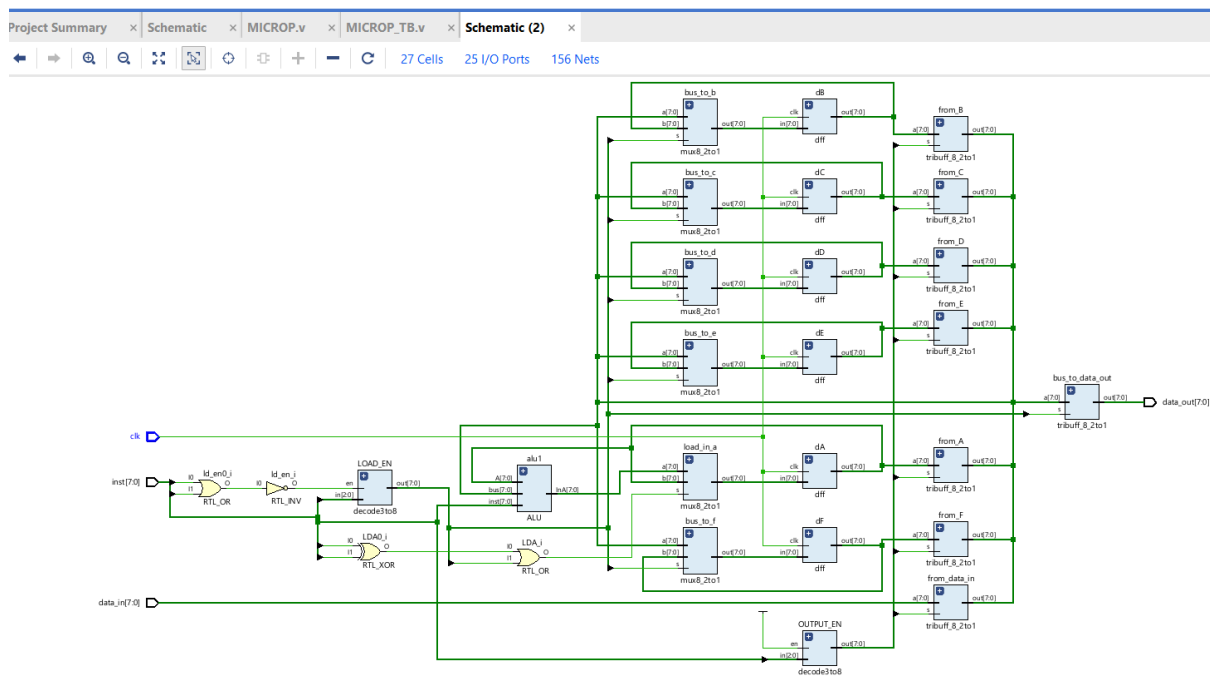 Project Summary × Schematic × MICROP.v × MICROP_TB.v × Schematic (2) ×
27 Cells 25 I/O Ports 156 Nets
bus_to_b
a[7:0]
b[7:0]
s
out[7:0]
mux8_2to1
dB
clk
in[7:0]
out[7:0]
dff
from_B
a[7:0]
s
out[7:0]
tribuff_8_2to1
bus_to_c
a[7:0]
b[7:0]
s
out[7:0]
mux8_2to1
dC
clk
in[7:0]
out[7:0]
dff
from_C
a[7:0]
s
out[7:0]
tribuff_8_2to1
bus_to_d
a[7:0]
b[7:0]
s
out[7:0]
mux8_2to1
dD
clk
in[7:0]
out[7:0]
dff
from_D
a[7:0]
s
out[7:0]
tribuff_8_2to1
bus_to_e
a[7:0]
b[7:0]
s
out[7:0]
mux8_2to1
dE
clk
in[7:0]
out[7:0]
dff
from_E
a[7:0]
s
out[7:0]
tribuff_8_2to1
bus_to_data_out
a[7:0]
s
out[7:0]
tribuff_8_2to1
data_out[7:0]
clk
inst[7:0]
ld_en0_i
I0
I1
O
RTL_OR
ld_en_i
I0
O
RTL_INV
LOAD_EN
en
in[2:0]
out[7:0]
decode3to8
LDA0_i
I0
I1
O
RTL_XOR
LDA_i
I0
I1
O
RTL_OR
alu1
A[7:0]
bus[7:0]
inst[7:0]
InA[7:0]
ALU
load_in_a
a[7:0]
b[7:0]
s
out[7:0]
mux8_2to1
dA
clk
in[7:0]
out[7:0]
dff
from_A
a[7:0]
s
out[7:0]
tribuff_8_2to1
bus_to_f
a[7:0]
b[7:0]
s
out[7:0]
mux8_2to1
dF
clk
in[7:0]
out[7:0]
dff
from_F
a[7:0]
s
out[7:0]
tribuff_8_2to1
data_in[7:0]
from_data_in
a[7:0]
s
out[7:0]
tribuff_8_2to1
OUTPUT_EN
en
in[2:0]
out[7:0]
decode3to8